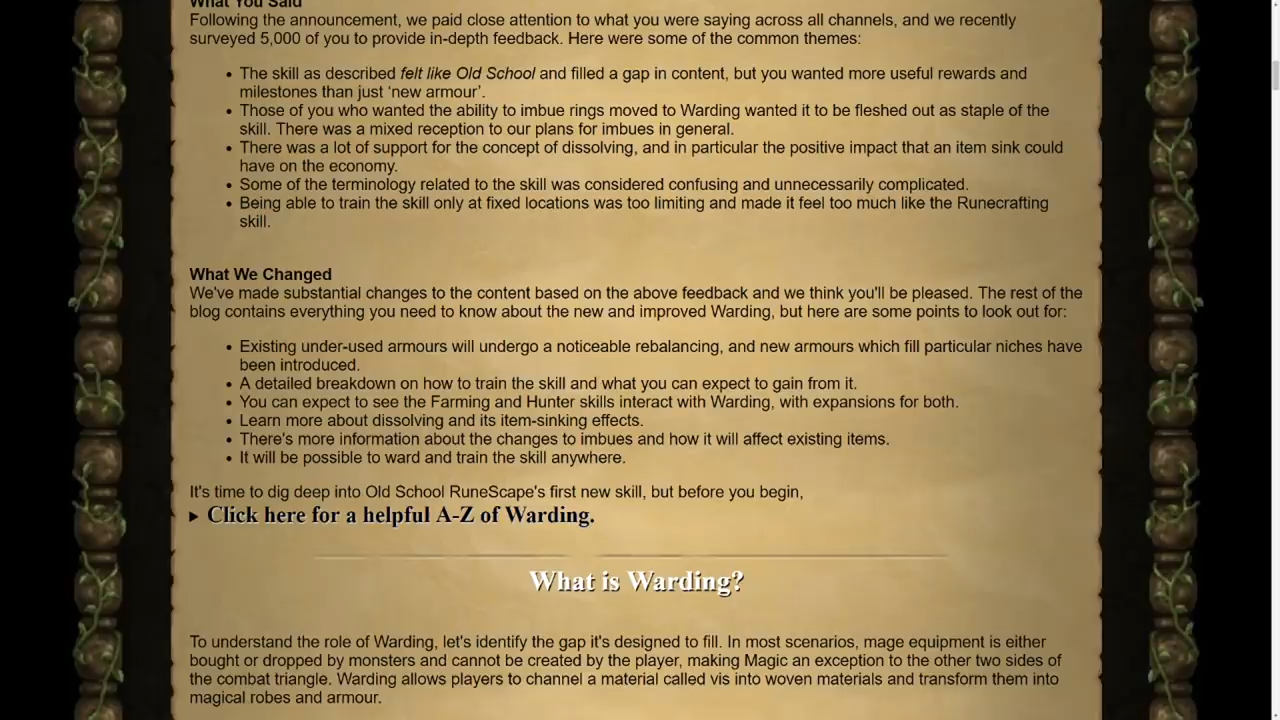 What You Said
Following the announcement, we paid close attention to what you were saying across all channels, and we recently
surveyed 5,000 of you to provide in-depth feedback. Here were some of the common themes:
• The skill as described felt like Old School and filled a gap in content, but you wanted more useful rewards and
milestones than just ‘new armour’.
• Those of you who wanted the ability to imbue rings moved to Warding wanted it to be fleshed out as staple of the
skill. There was a mixed reception to our plans for imbues in general.
• There was a lot of support for the concept of dissolving, and in particular the positive impact that an item sink could
have on the economy.
• Some of the terminology related to the skill was considered confusing and unnecessarily complicated.
• Being able to train the skill only at fixed locations was too limiting and made it feel too much like the Runecrafting
skill.
What We Changed
We've made substantial changes to the content based on the above feedback and we think you'll be pleased. The rest of the
blog contains everything you need to know about the new and improved Warding, but here are some points to look out for:
• Existing under-used armours will undergo a noticeable rebalancing, and new armours which fill particular niches have
been introduced.
• A detailed breakdown on how to train the skill and what you can expect to gain from it.
• You can expect to see the Farming and Hunter skills interact with Warding, with expansions for both.
• Learn more about dissolving and its item-sinking effects.
• There's more information about the changes to imbues and how it will affect existing items.
• It will be possible to ward and train the skill anywhere.
It's time to dig deep into Old School RuneScape's first new skill, but before you begin,
▸ Click here for a helpful A-Z of Warding.
What is Warding?
To understand the role of Warding, let's identify the gap it's designed to fill. In most scenarios, mage equipment is either
bought or dropped by monsters and cannot be created by the player, making Magic an exception to the other two sides of
the combat triangle. Warding allows players to channel a material called vis into woven materials and transform them into
magical robes and armour.